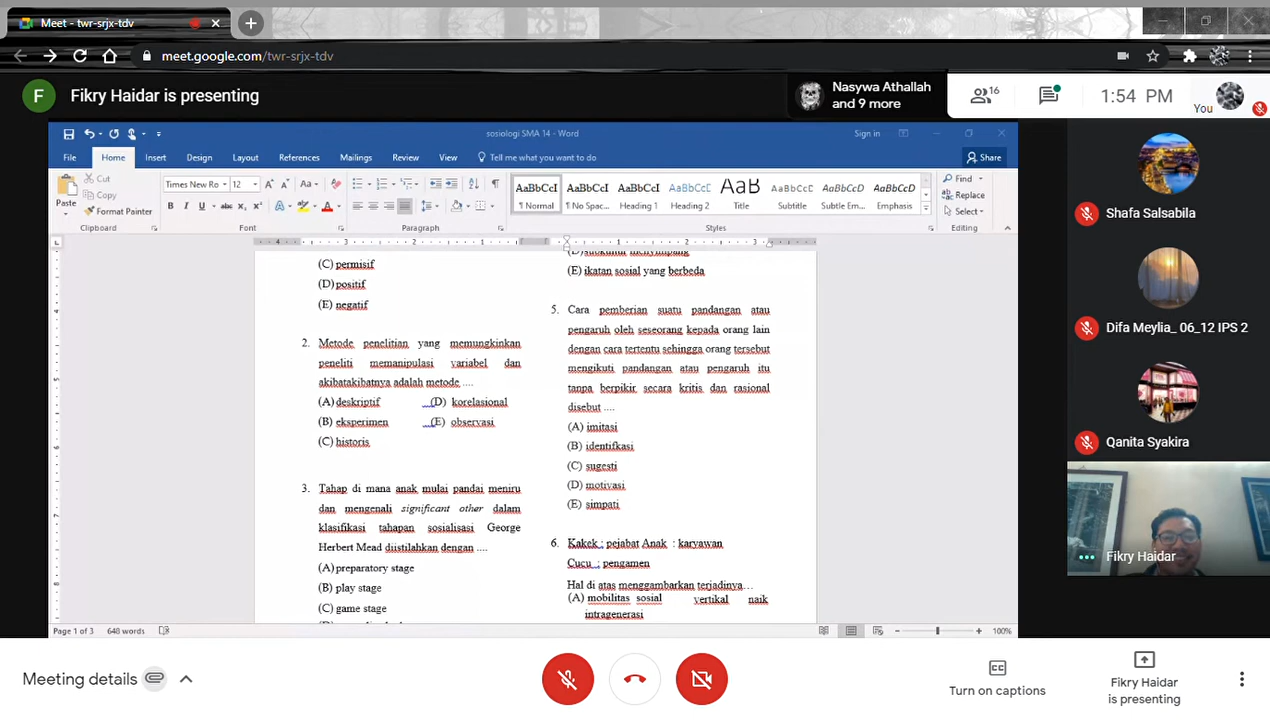 Meet - twr-srjx-tdv
meet.google.com/twr-srjx-tdv
F
Fikry Haidar is presenting
Nasywa Athallah
and 9 more
16
1:54 PM
You
sosiologi SMA 14 - Word
Sign in
File Home Insert Design Layout References Mailings Review View Tell me what you want to do Share
Paste
Cut
Copy
Format Painter
Clipboard
Times New Ro 12
Font
Paragraph
AaBbCcI AaBbCcI AaBbCcI AaBbCcI AaB AaBbCcD AaBbCcD AaBbCcD
¶ Normal ¶ No Spac... Heading 1 Heading 2 Title Subtitle Subtle Em... Emphasis
Styles
Find
Replace
Select
Editing
(C) permisif
(D) positif
(E) negatif
2. Metode penelitian yang memungkinkan
peneliti memanipulasi variabel dan
akibatakibatnya adalah metode ....
(A) deskriptif (D) korelasional
(B) eksperimen (E) observasi
(C) historis
3. Tahap di mana anak mulai pandai meniru
dan mengenali significant other dalam
klasifikasi tahapan sosialisasi George
Herbert Mead diistilahkan dengan ....
(A) preparatory stage
(B) play stage
(C) game stage
(E) ikatan sosial yang berbeda
5. Cara pemberian suatu pandangan atau
pengaruh oleh seseorang kepada orang lain
dengan cara tertentu sehingga orang tersebut
mengikuti pandangan atau pengaruh itu
tanpa berpikir secara kritis dan rasional
disebut ....
(A) imitasi
(B) identifkasi
(C) sugesti
(D) motivasi
(E) simpati
6. Kakek : pejabat Anak : karyawan
Cucu : pengamen
Hal di atas menggambarkan terjadinya...
(A) mobilitas sosial vertikal naik
intragenerasi
Page 1 of 3 648 words
100%
Shafa Salsabila
Difa Meylia_ 06_12 IPS 2
Qanita Syakira
Fikry Haidar
Meeting details
Turn on captions
Fikry Haidar
is presenting